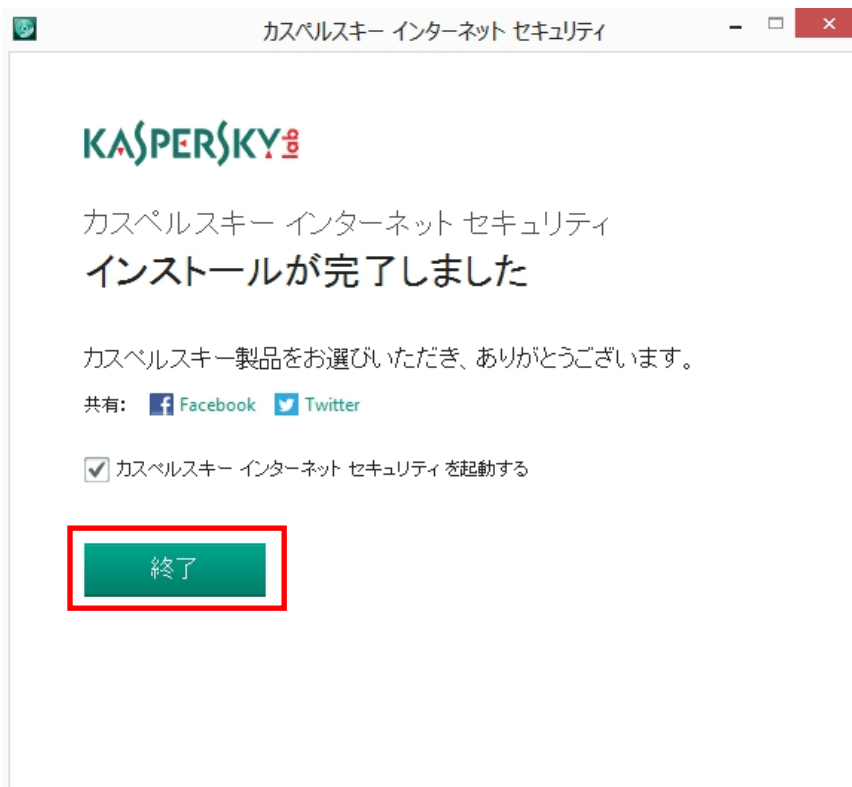 カスペルスキー インターネット セキュリティ
KASPERSKY lab
カスペルスキー インターネット セキュリティ
インストールが完了しました
カスペルスキー製品をお選びいただき、ありがとうございます。
共有: Facebook Twitter
カスペルスキー インターネット セキュリティ を起動する
終了